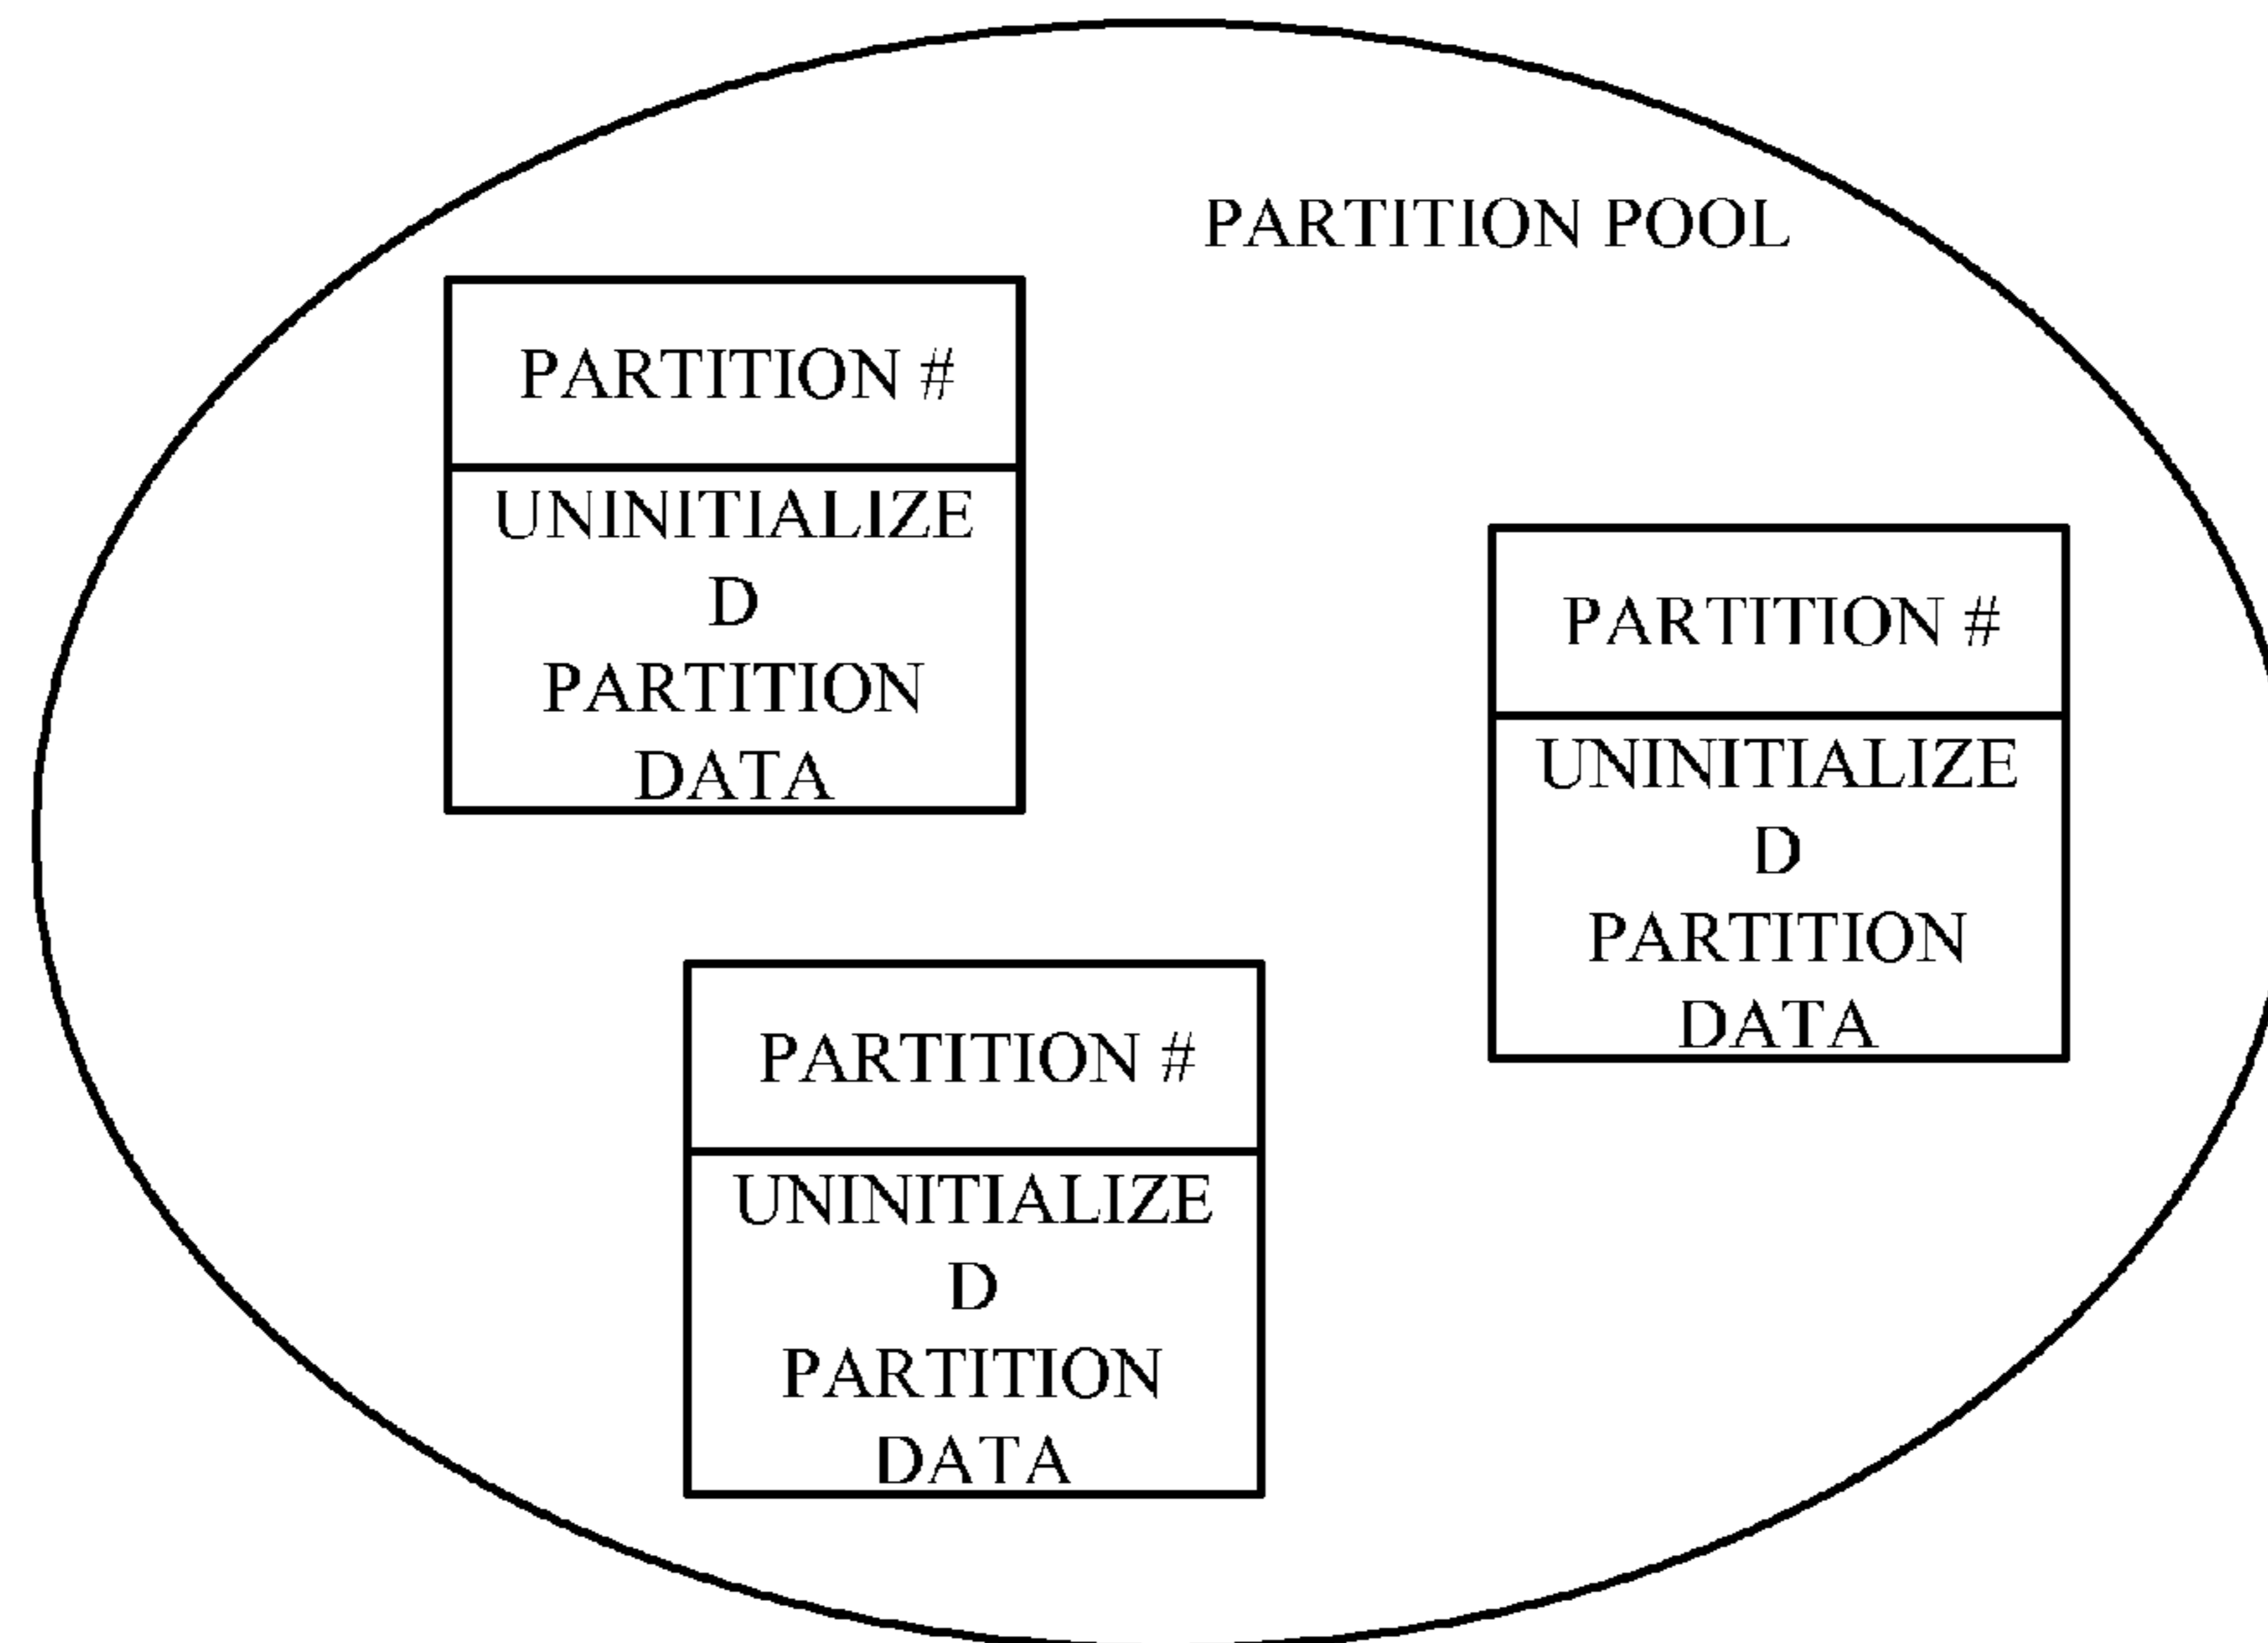 PARTITION POOL
PARTITION #
UNINITIALIZE
D
PARTITION
DATA
PARTITION #
UNINITIALIZE
D
PARTITION
DATA
PARTITION #
UNINITIALIZE
D
PARTITION
DATA